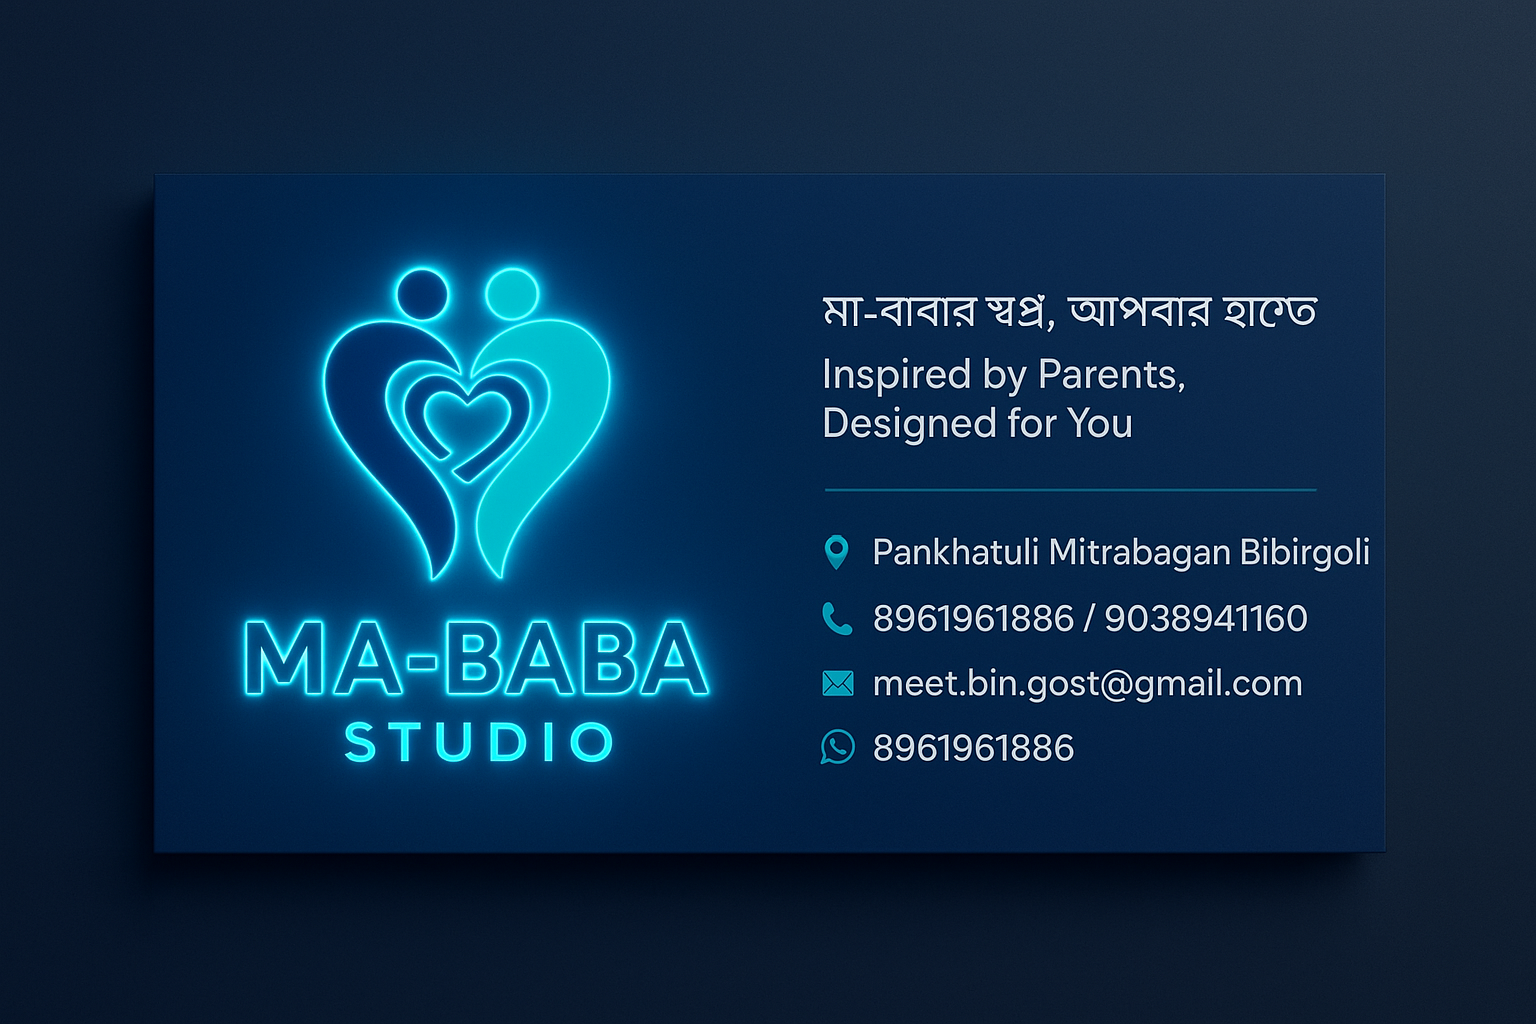 MA-BABA
STUDIO
মা-বাবার স্বপ্ন, আপবার হাতে
Inspired by Parents,
Designed for You
Pankhatuli Mitrabagan Bibirgoli
8961961886 / 9038941160
meet.bin.gost@gmail.com
8961961886